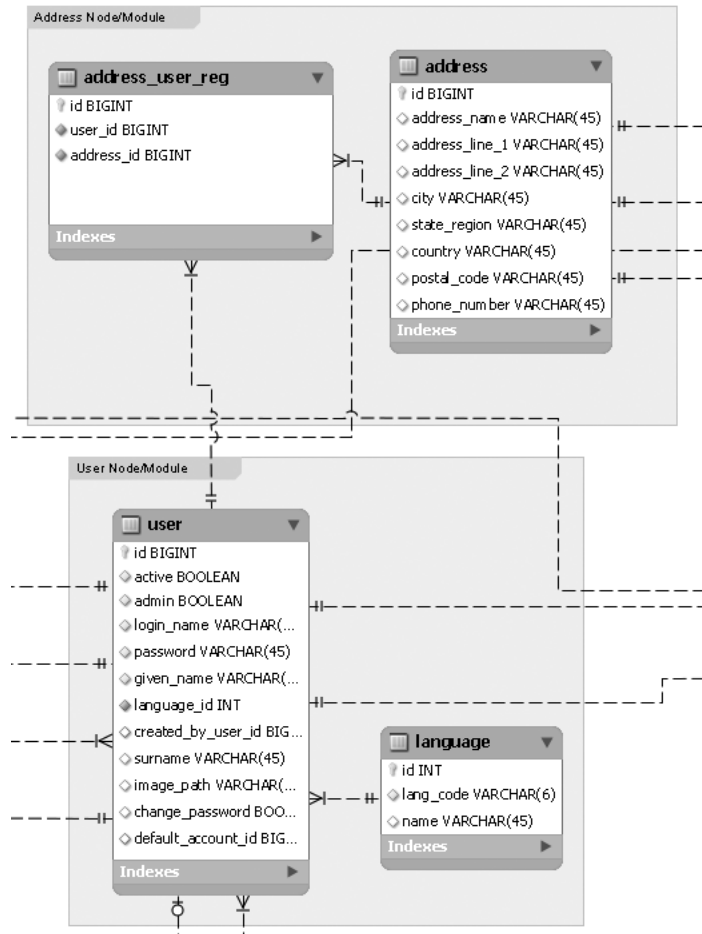 Address Node/Module
address_user_reg
id BIGINT
user_id BIGINT
address_id BIGINT
Indexes
address
id BIGINT
address_name VARCHAR(45)
address_line_1 VARCHAR(45)
address_line_2 VARCHAR(45)
city VARCHAR(45)
state_region VARCHAR(45)
country VARCHAR(45)
postal_code VARCHAR(45)
phone_number VARCHAR(45)
Indexes
User Node/Module
user
id BIGINT
active BOOLEAN
admin BOOLEAN
login_name VARCHAR(...
password VARCHAR(45)
given_name VARCHAR(...
language_id INT
created_by_user_id BIG...
surname VARCHAR(45)
image_path VARCHAR(...
change_password BOO...
default_account_id BIG...
Indexes
language
id INT
lang_code VARCHAR(6)
name VARCHAR(45)
Indexes